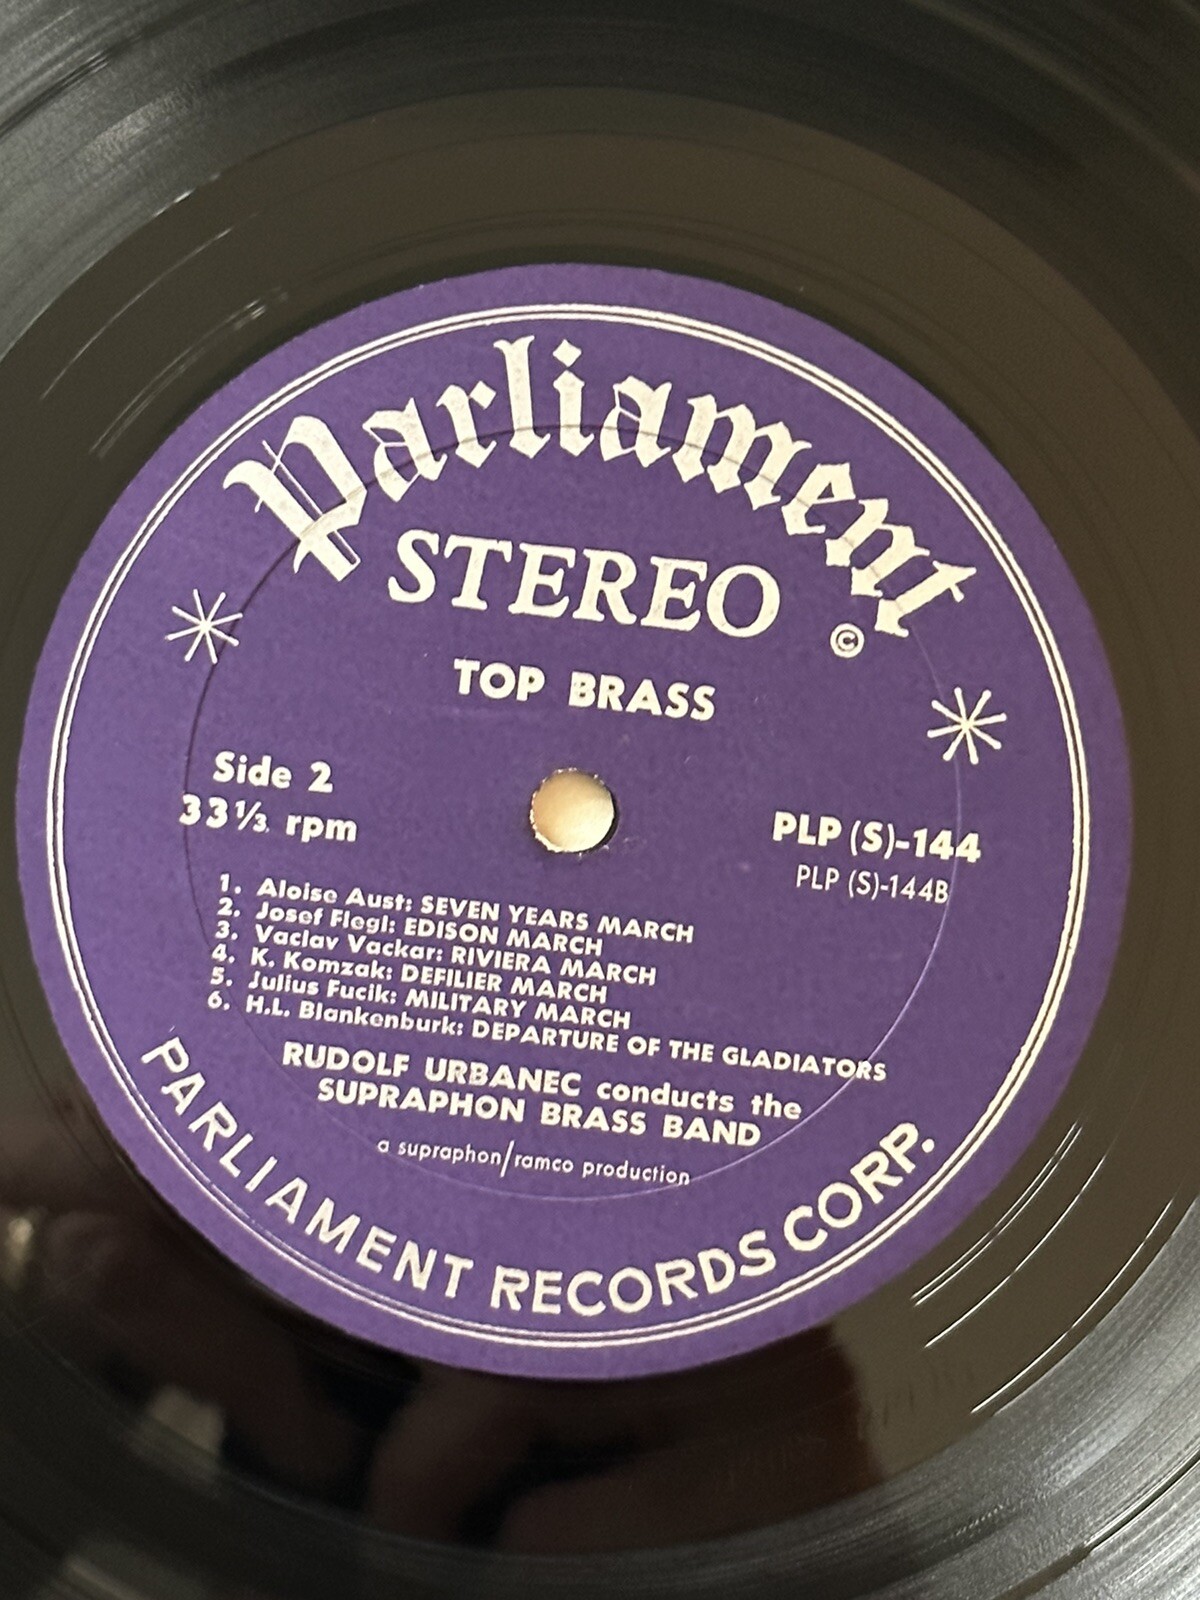 Parliament
STEREO
©
TOP BRASS
Side 2
33⅓ rpm
PLP (S)-144
PLP (S)-144B
1. Aloise Aust: SEVEN YEARS MARCH
2. Josef Flegl: EDISON MARCH
3. Vaclav Vackar: RIVIERA MARCH
4. K. Komzak: DEFILIER MARCH
5. Julius Fucik: MILITARY MARCH
6. H.L. Blankenburk: DEPARTURE OF THE GLADIATORS
RUDOLF URBANEC conducts the
SUPRAPHON BRASS BAND
a supraphon/ramco production
PARLIAMENT RECORDS CORP.